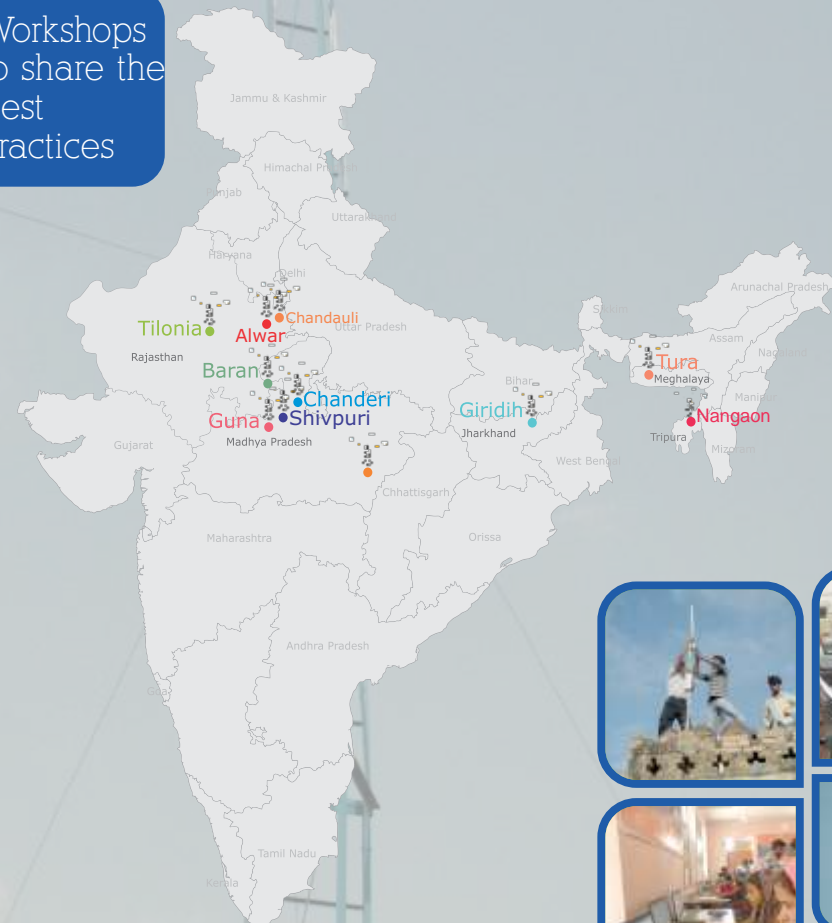 Workshops
o share the
est
ractices
Jammu & Kashmir
Himachal Pradesh
Punjab
Uttarakhand
Haryana
Delhi
Arunachal Pradesh
Sikkim
Chandauli
Tilonia
Alwar
Uttar Pradesh
Assam
Rajasthan
Nagaland
Tura
Baran
Bihar
Meghalaya
Chanderi
Manipur
Guna
Shivpuri
Giridih
Nangaon
Madhya Pradesh
Jharkhand
Tripura
Gujarat
Mizoram
West Bengal
Chhattisgarh
Maharashtra
Orissa
Andhra Pradesh
Goa
Tamil Nadu
Kerala